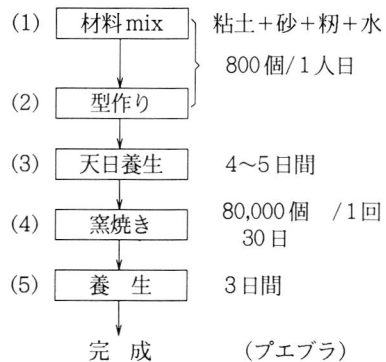 (1) 材料mix 粘土+砂+籾+水
800個/1人日
(2) 型作り
(3) 天日養生 4〜5日間
(4) 窯焼き 80,000個 /1回
30日
(5) 養 生 3日間
完 成 (プエブラ)